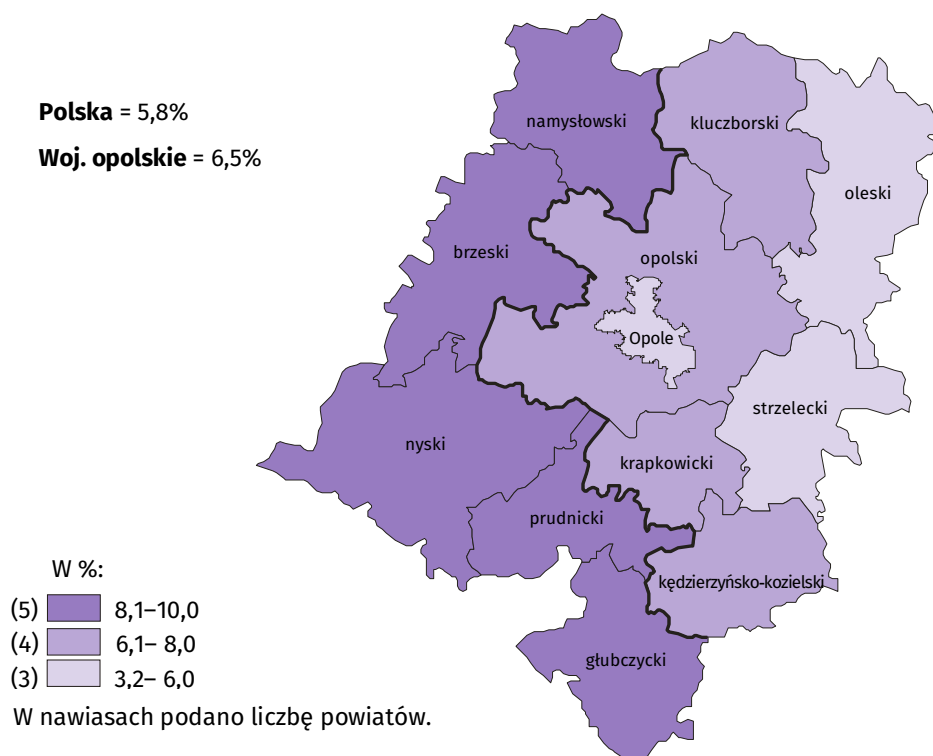 Polska = 5,8%
Woj. opolskie = 6,5%
namysłowski
kluczborski
oleski
brzeski
opolski
Opole
strzelecki
nyski
krapkowicki
prudnicki
kędzierzyńsko-kozielski
głubczycki
W %:
(5) 8,1–10,0
(4) 6,1– 8,0
(3) 3,2– 6,0
W nawiasach podano liczbę powiatów.